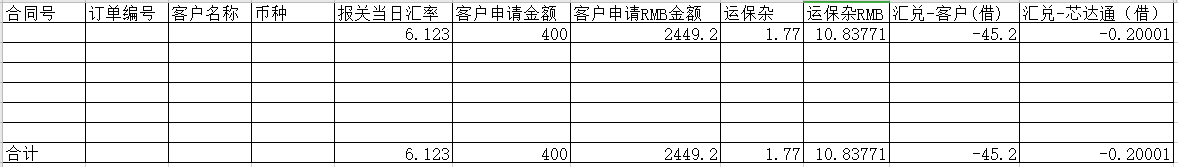 合同号 订单编号 客户名称 币种 报关当日汇率 客户申请金额 客户申请RMB金额 运保杂 运保杂RMB 汇兑-客户(借) 汇兑-芯达通（借）
6.123 400 2449.2 1.77 10.83771 -45.2 -0.20001
合计 6.123 400 2449.2 1.77 10.83771 -45.2 -0.20001